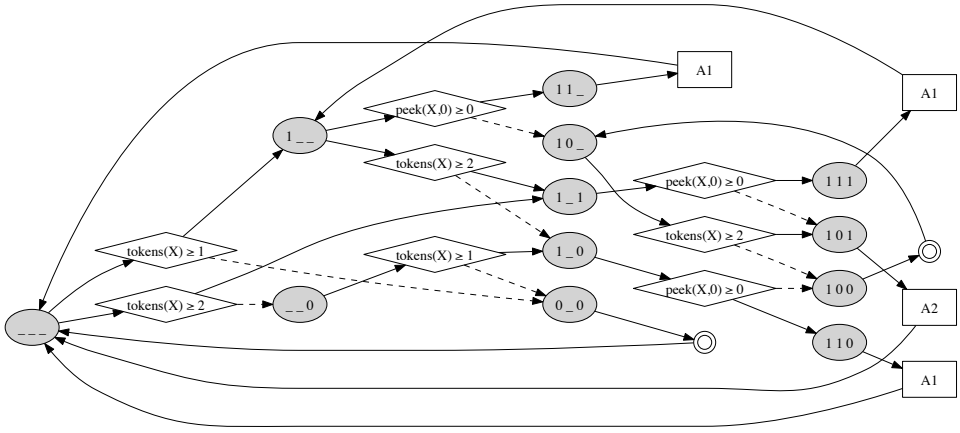 A1
A1
1 1 _
peek(X,0) ≥ 0
1 _ _
1 0 _
tokens(X) ≥ 2
peek(X,0) ≥ 0
1 1 1
1 _ 1
tokens(X) ≥ 2
1 0 1
tokens(X) ≥ 1
tokens(X) ≥ 1
1 _ 0
peek(X,0) ≥ 0
1 0 0
tokens(X) ≥ 2
_ _ 0
0 _ 0
A2
_ _ _
1 1 0
A1